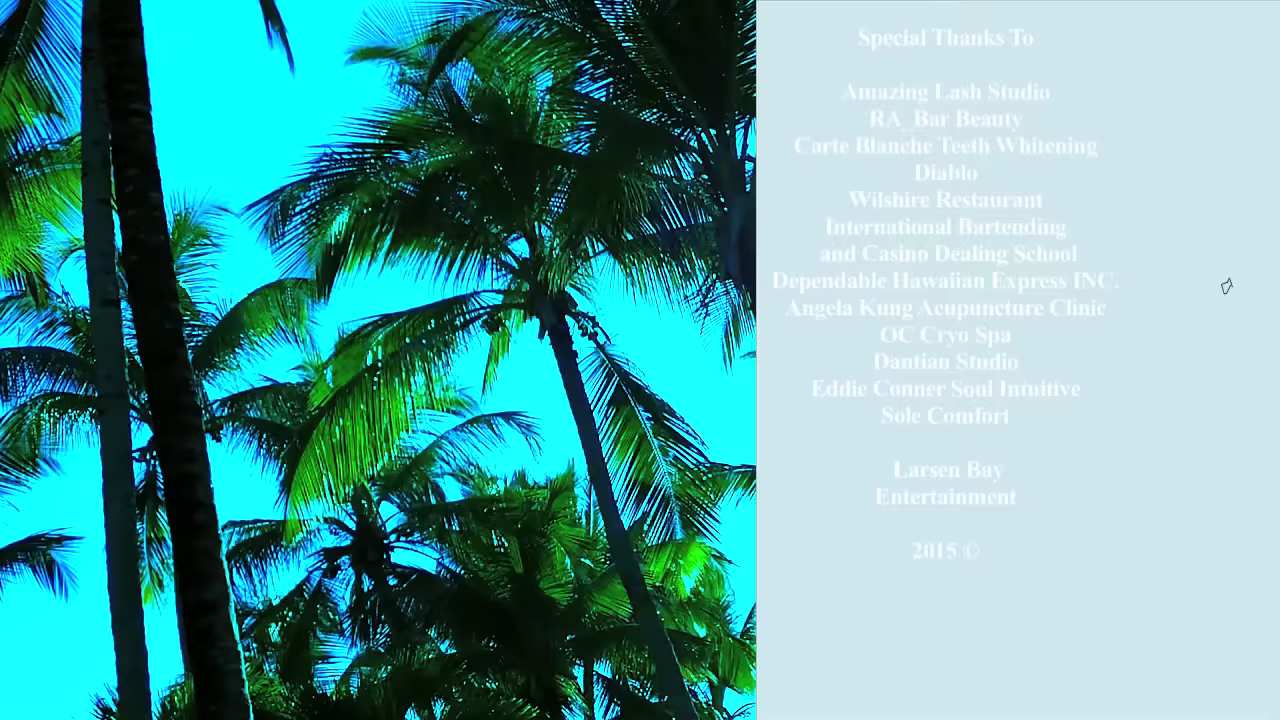 Special Thanks To
Amazing Lash Studio
RA_Bar Beauty
Carte Blanche Teeth Whitening
Diablo
Wilshire Restaurant
International Bartending
and Casino Dealing School
Dependable Hawaiian Express INC.
Angela Kung Acupuncture Clinic
OC Cryo Spa
Dantian Studio
Eddie Conner Soul Intuitive
Sole Comfort
Larsen Bay
Entertainment
2015 ©